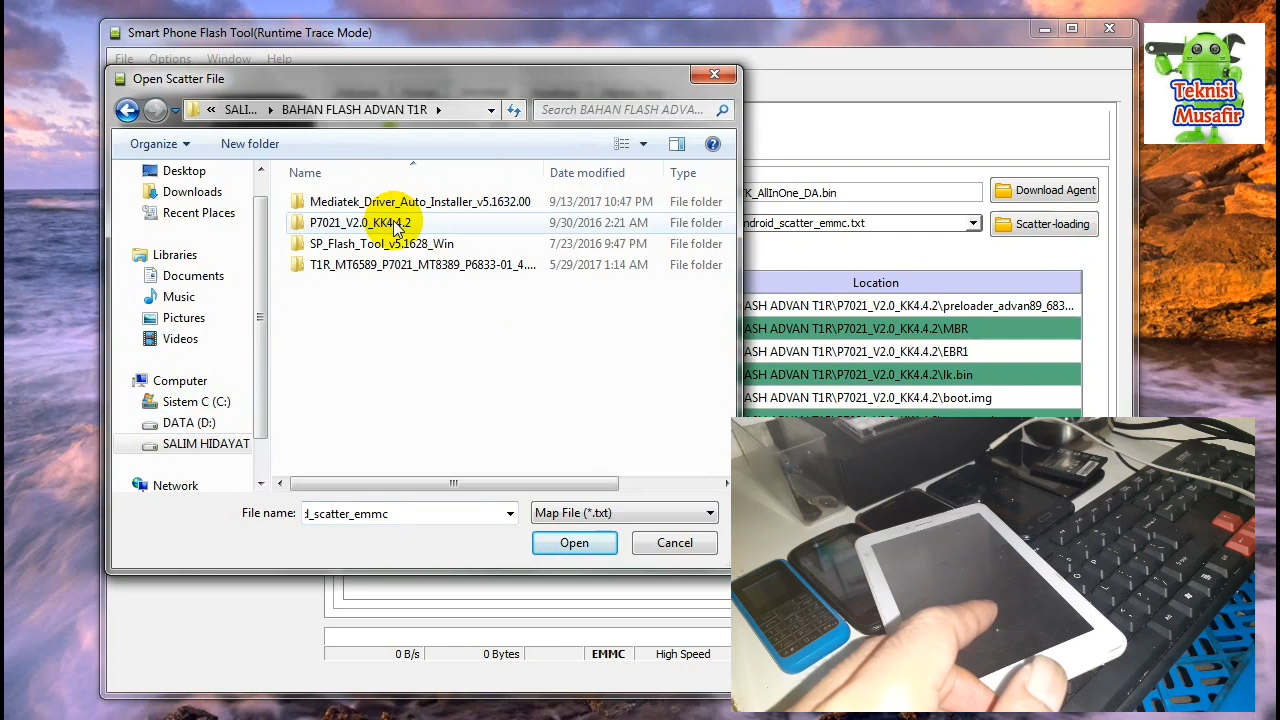 Smart Phone Flash Tool(Runtime Trace Mode)
File Options Window Help
Teknisi
Musafir
Open Scatter File
« SALI... BAHAN FLASH ADVAN T1R
Search BAHAN FLASH ADVA...
Organize
New folder
Name Date modified Type
Desktop
Downloads
Recent Places
Libraries
Documents
Music
Pictures
Videos
Computer
Sistem C (C:)
DATA (D:)
SALIM HIDAYAT
Network
Mediatek_Driver_Auto_Installer_v5.1632.00 9/13/2017 10:47 PM File folder
P7021_V2.0_KK4.4.2 9/30/2016 2:21 AM File folder
SP_Flash_Tool_v5.1628_Win 7/23/2016 9:47 PM File folder
T1R_MT6589_P7021_MT8389_P6833-01_4.... 5/29/2017 1:14 AM File folder
File name: d_scatter_emmc
Map File (*.txt)
Open
Cancel
K_AllInOne_DA.bin
Download Agent
ndroid_scatter_emmc.txt
Scatter-loading
Location
ASH ADVAN T1R\P7021_V2.0_KK4.4.2\preloader_advan89_683...
ASH ADVAN T1R\P7021_V2.0_KK4.4.2\MBR
ASH ADVAN T1R\P7021_V2.0_KK4.4.2\EBR1
ASH ADVAN T1R\P7021_V2.0_KK4.4.2\lk.bin
ASH ADVAN T1R\P7021_V2.0_KK4.4.2\boot.img
0 B/s 0 Bytes EMMC High Speed